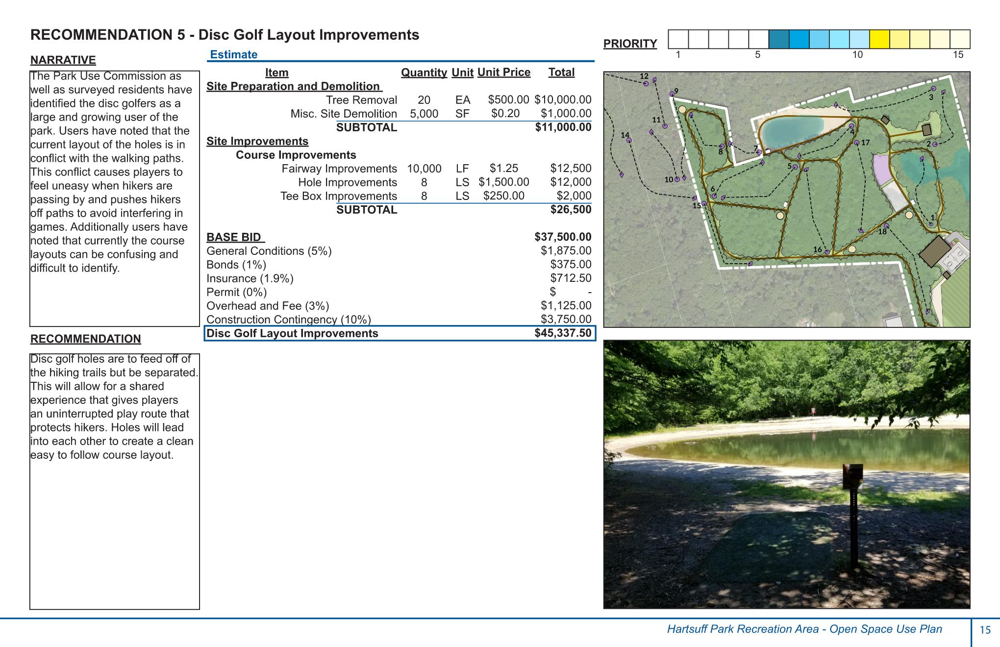 RECOMMENDATION 5 - Disc Golf Layout Improvements
NARRATIVE
The Park Use Commission as
well as surveyed residents have
identified the disc golfers as a
large and growing user of the
park. Users have noted that the
current layout of the holes is in
conflict with the walking paths.
This conflict causes players to
feel uneasy when hikers are
passing by and pushes hikers
off paths to avoid interfering in
games. Additionally users have
noted that currently the course
layouts can be confusing and
difficult to identify.
RECOMMENDATION
Disc golf holes are to feed off of
the hiking trails but be separated.
This will allow for a shared
experience that gives players
an uninterrupted play route that
protects hikers. Holes will lead
into each other to create a clean
easy to follow course layout.
Estimate
Item Quantity Unit Unit Price Total
Site Preparation and Demolition
Tree Removal 20 EA $500.00 $10,000.00
Misc. Site Demolition 5,000 SF $0.20 $1,000.00
SUBTOTAL $11,000.00
Site Improvements
Course Improvements
Fairway Improvements 10,000 LF $1.25 $12,500
Hole Improvements 8 LS $1,500.00 $12,000
Tee Box Improvements 8 LS $250.00 $2,000
SUBTOTAL $26,500
BASE BID $37,500.00
General Conditions (5%) $1,875.00
Bonds (1%) $375.00
Insurance (1.9%) $712.50
Permit (0%) $ -
Overhead and Fee (3%) $1,125.00
Construction Contingency (10%) $3,750.00
Disc Golf Layout Improvements $45,337.50
PRIORITY
1 5 10 15
12
9
3
11
4
14
17
2
8
7
5
10
6
15
1
18
16
Hartsuff Park Recreation Area - Open Space Use Plan 15